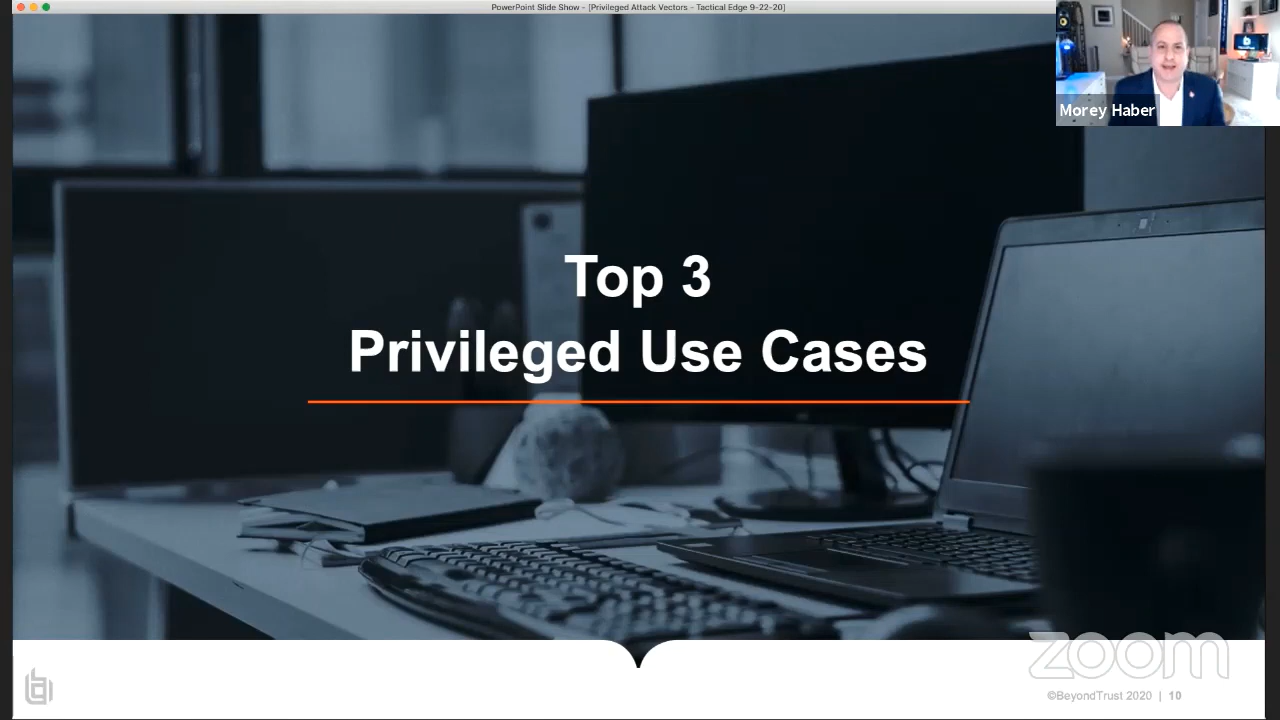 PowerPoint Slide Show - [Privileged Attack Vectors - Tactical Edge 9-22-20]
Morey Haber
Top 3
Privileged Use Cases
zoom
©BeyondTrust 2020 | 10